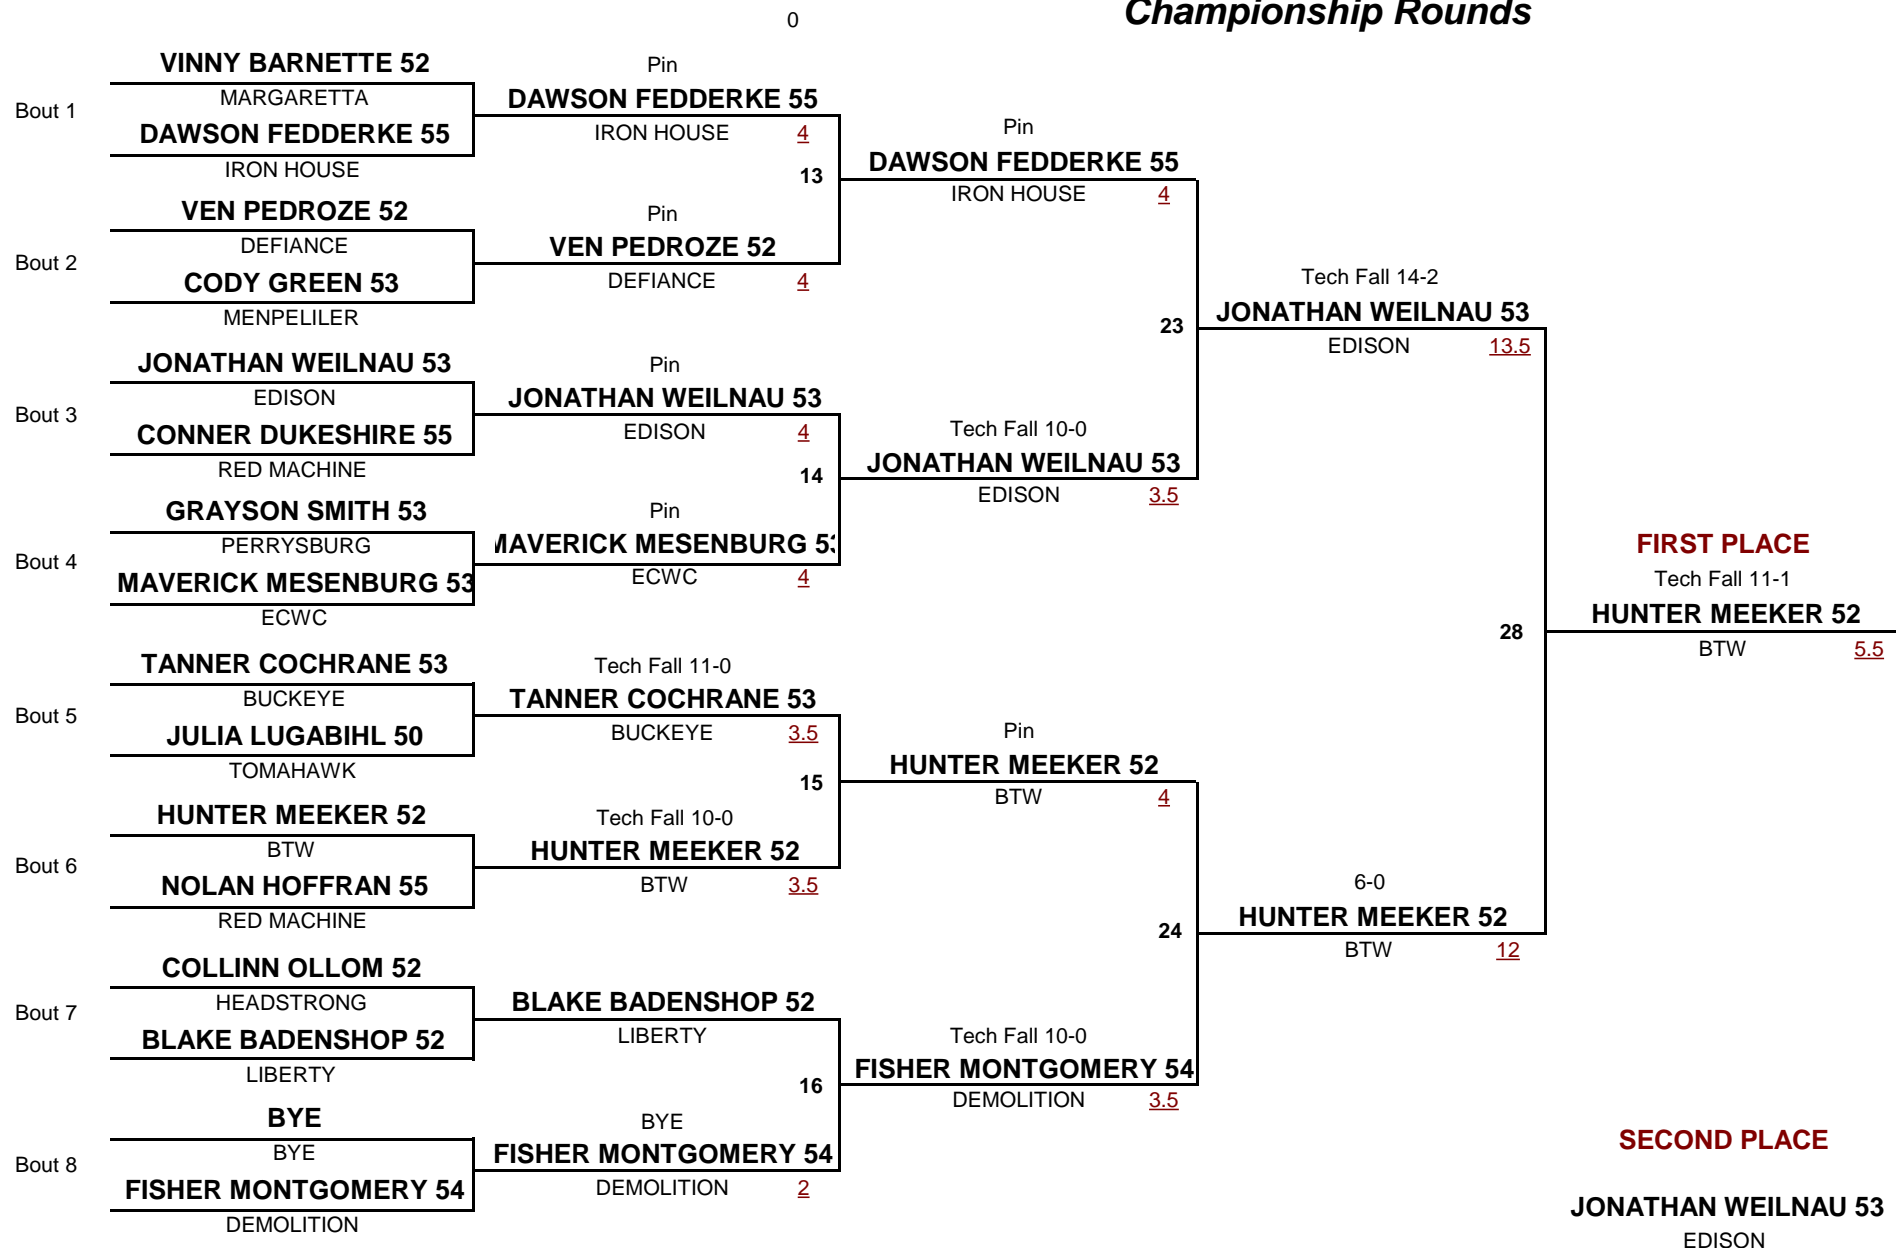 0
Championship Rounds
VINNY BARNETTE 52
MARGARETTA
Bout 1
DAWSON FEDDERKE 55
IRON HOUSE
VEN PEDROZE 52
DEFIANCE
Bout 2
CODY GREEN 53
MENPELILER
JONATHAN WEILNAU 53
EDISON
Bout 3
CONNER DUKESHIRE 55
RED MACHINE
GRAYSON SMITH 53
PERRYSBURG
Bout 4
MAVERICK MESENBURG 53
ECWC
TANNER COCHRANE 53
BUCKEYE
Bout 5
JULIA LUGABIHL 50
TOMAHAWK
HUNTER MEEKER 52
BTW
Bout 6
NOLAN HOFFRAN 55
RED MACHINE
COLLINN OLLOM 52
HEADSTRONG
Bout 7
BLAKE BADENSHOP 52
LIBERTY
BYE
BYE
Bout 8
FISHER MONTGOMERY 54
DEMOLITION
Pin
DAWSON FEDDERKE 55
IRON HOUSE 4
13
Pin
VEN PEDROZE 52
DEFIANCE 4
Pin
JONATHAN WEILNAU 53
EDISON 4
14
Pin
MAVERICK MESENBURG 53
ECWC 4
Tech Fall 11-0
TANNER COCHRANE 53
BUCKEYE 3.5
15
Tech Fall 10-0
HUNTER MEEKER 52
BTW 3.5
BLAKE BADENSHOP 52
LIBERTY
16
BYE
FISHER MONTGOMERY 54
DEMOLITION 2
Pin
DAWSON FEDDERKE 55
IRON HOUSE 4
23
Tech Fall 10-0
JONATHAN WEILNAU 53
EDISON 3.5
Pin
HUNTER MEEKER 52
BTW 4
24
Tech Fall 10-0
FISHER MONTGOMERY 54
DEMOLITION 3.5
Tech Fall 14-2
JONATHAN WEILNAU 53
EDISON 13.5
28
6-0
HUNTER MEEKER 52
BTW 12
FIRST PLACE
Tech Fall 11-1
HUNTER MEEKER 52
BTW 5.5
SECOND PLACE
JONATHAN WEILNAU 53
EDISON